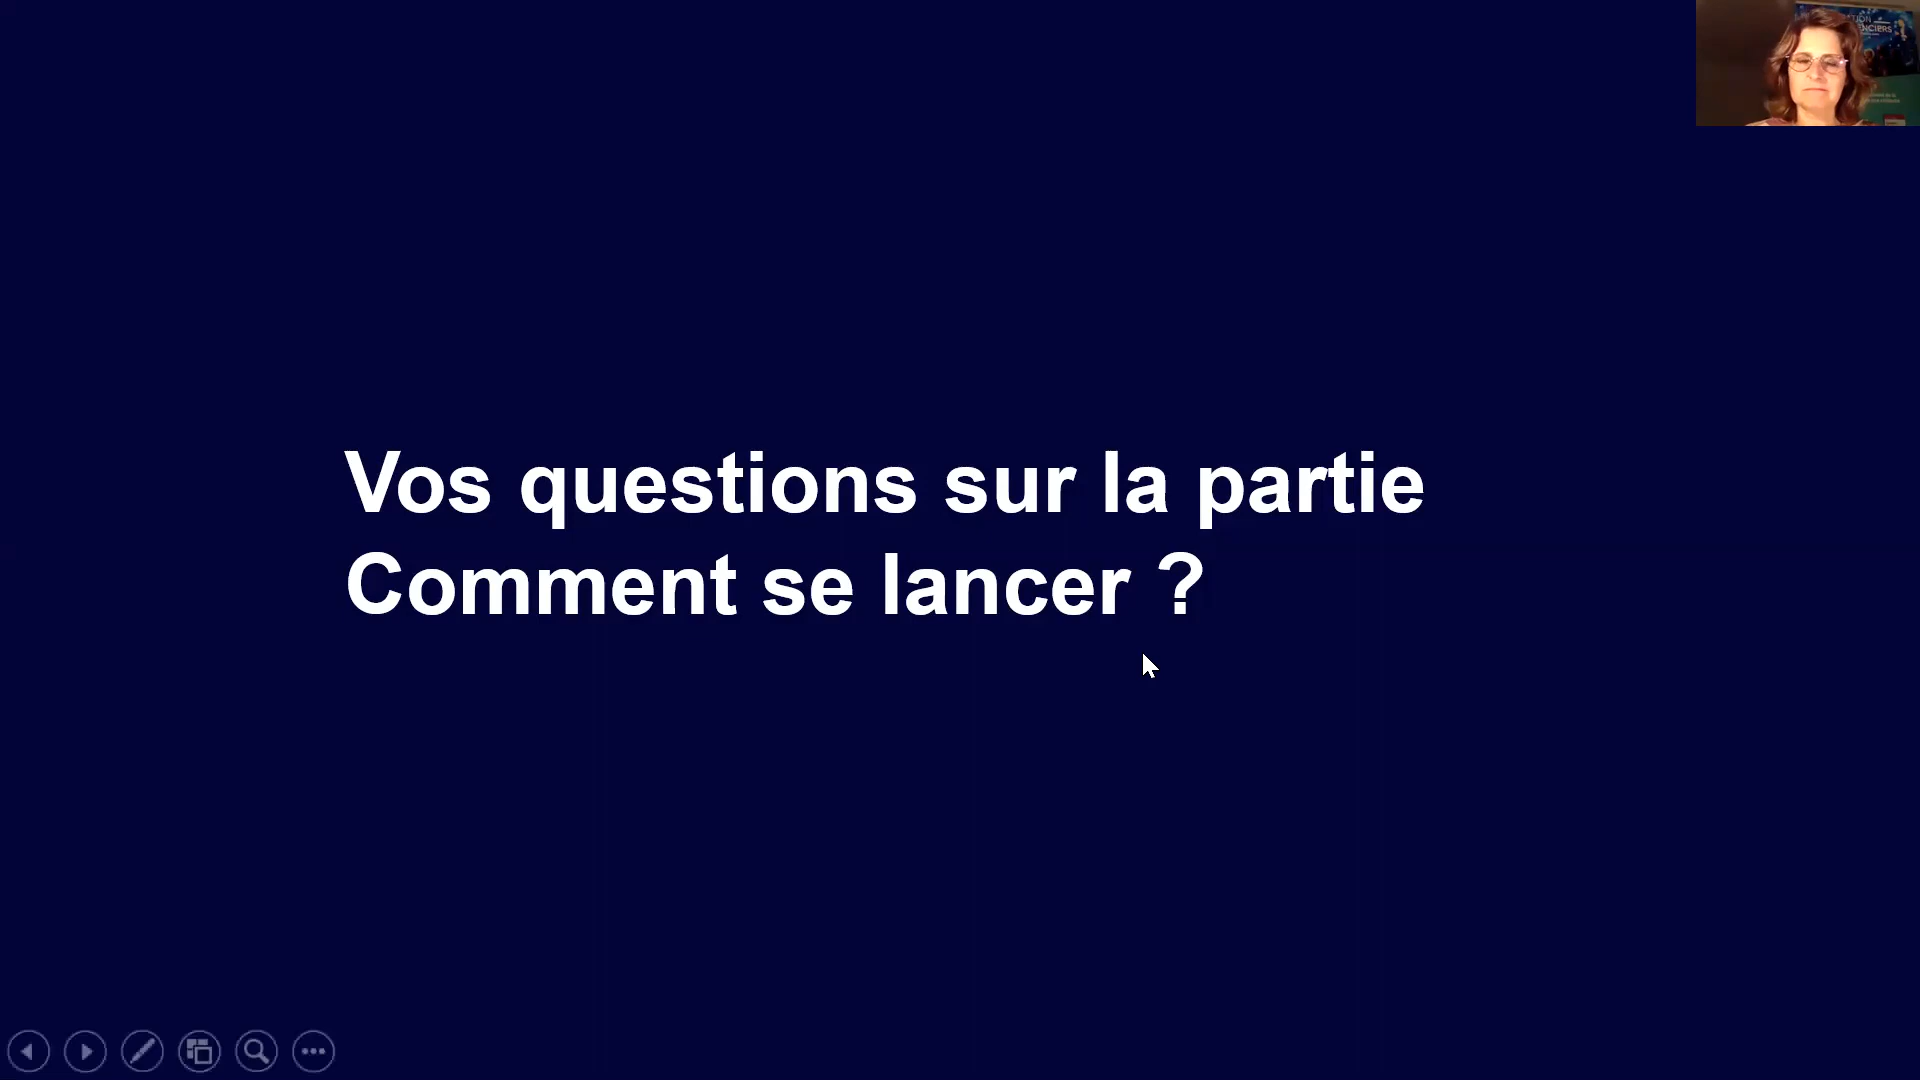 Vos questions sur la partie
Comment se lancer ?